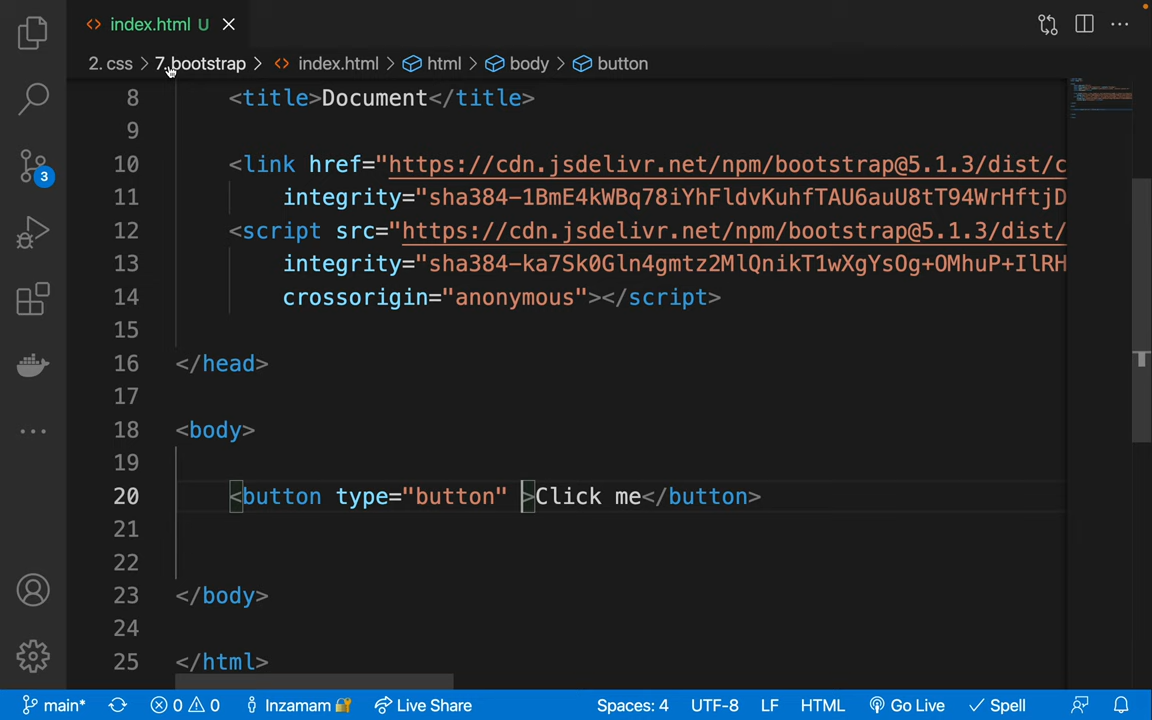 index.html U
2. css 7. bootstrap index.html html body button
8 <title>Document</title>
9
10 <link href="https://cdn.jsdelivr.net/npm/bootstrap@5.1.3/dist/c
11 integrity="sha384-1BmE4kWBq78iYhFldvKuhfTAU6auU8tT94WrHftjD
12 <script src="https://cdn.jsdelivr.net/npm/bootstrap@5.1.3/dist/
13 integrity="sha384-ka7Sk0Gln4gmtz2MlQnikT1wXgYsOg+OMhuP+IlRH
14 crossorigin="anonymous"></script>
15
16 </head>
17
18 <body>
19
20 <button type="button" >Click me</button>
21
22
23 </body>
24
25 </html>
3
main* 0 0 Inzamam Live Share Spaces: 4 UTF-8 LF HTML Go Live Spell